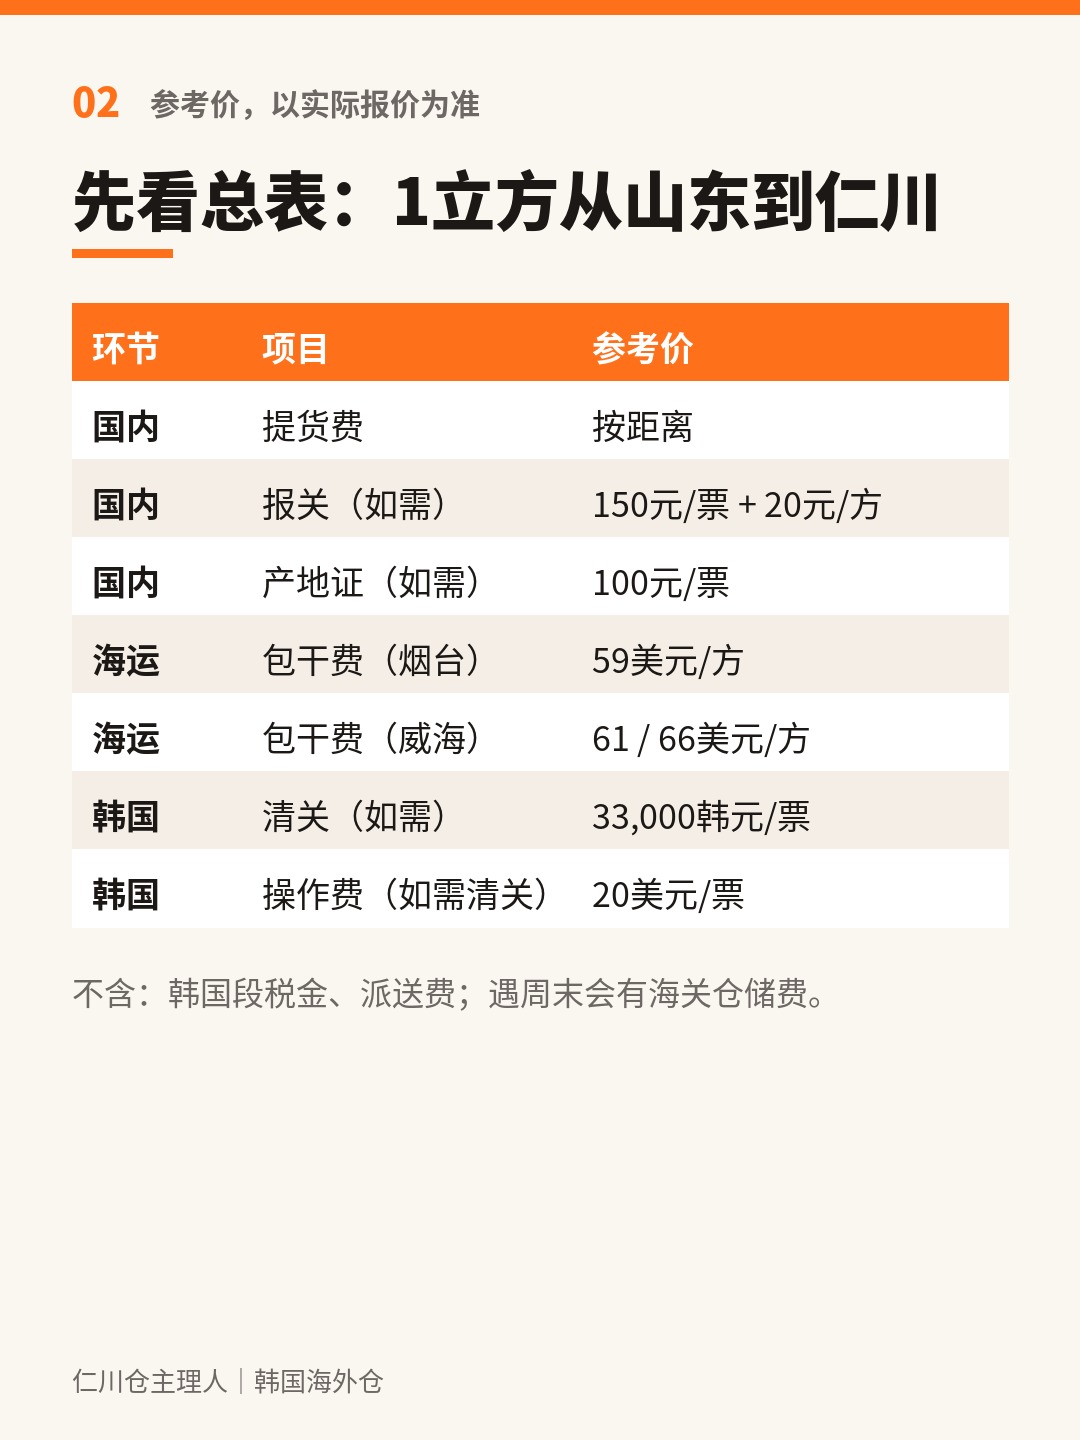 02 参考价，以实际报价为准
先看总表：1立方从山东到仁川
环节 项目 参考价
国内 提货费 按距离
国内 报关（如需） 150元/票 + 20元/方
国内 产地证（如需） 100元/票
海运 包干费（烟台） 59美元/方
海运 包干费（威海） 61 / 66美元/方
韩国 清关（如需） 33,000韩元/票
韩国 操作费（如需清关） 20美元/票
不含：韩国段税金、派送费；遇周末会有海关仓储费。
仁川仓主理人｜韩国海外仓